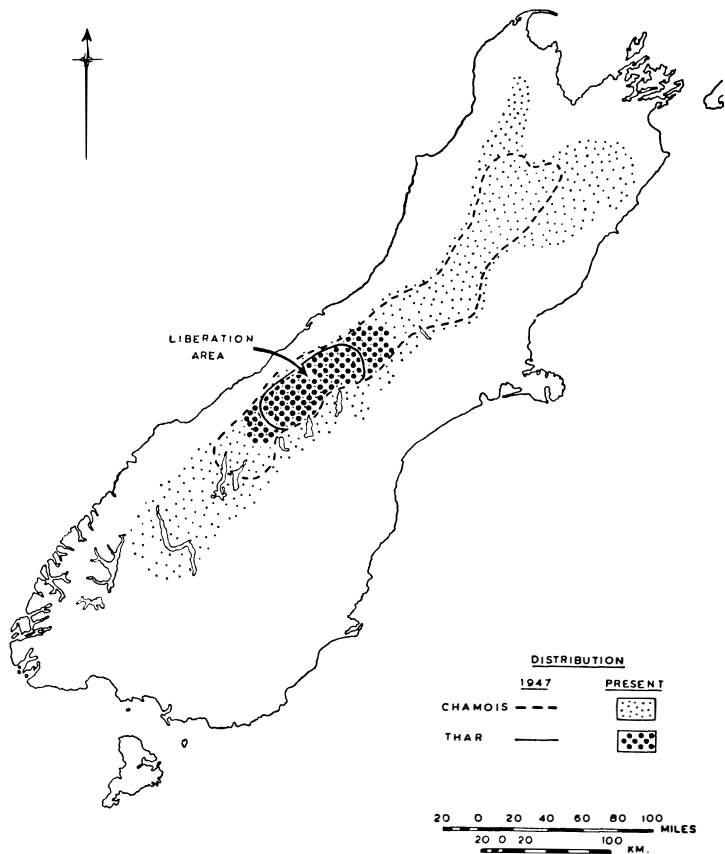 LIBERATION
AREA
DISTRIBUTION
1947 PRESENT
CHAMOIS
THAR
20 0 20 40 60 80 100 MILES
20 0 20 100 KM.